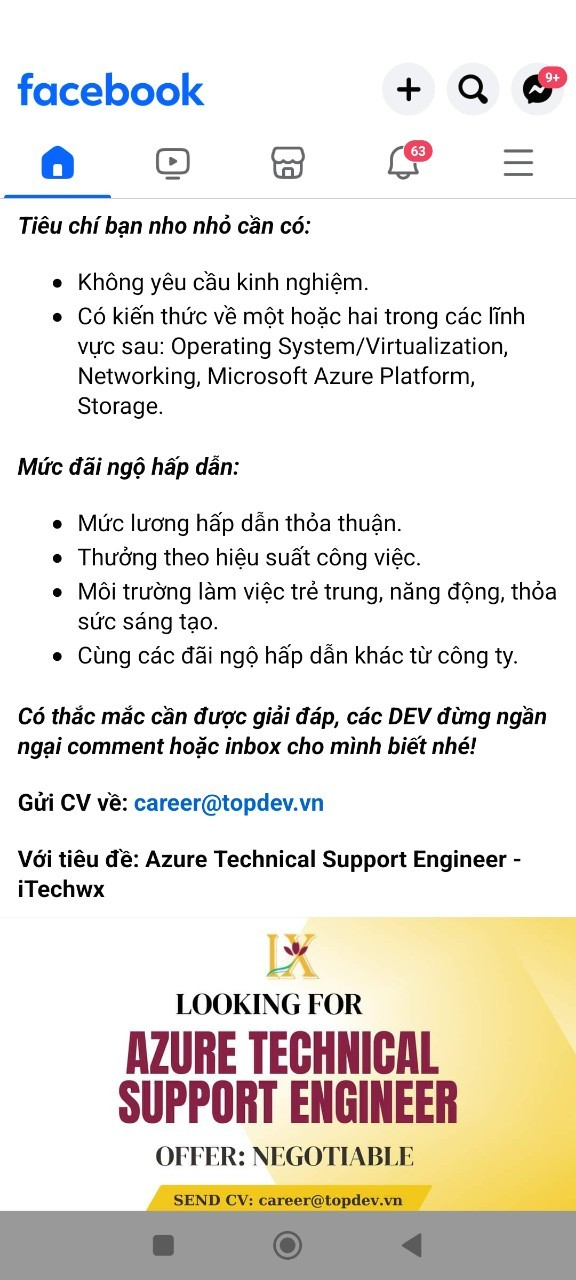 facebook
9+
63
Tiêu chí bạn nho nhỏ cần có:
Không yêu cầu kinh nghiệm.
Có kiến thức về một hoặc hai trong các lĩnh
vực sau: Operating System/Virtualization,
Networking, Microsoft Azure Platform,
Storage.
Mức đãi ngộ hấp dẫn:
Mức lương hấp dẫn thỏa thuận.
Thưởng theo hiệu suất công việc.
Môi trường làm việc trẻ trung, năng động, thỏa
sức sáng tạo.
Cùng các đãi ngộ hấp dẫn khác từ công ty.
Có thắc mắc cần được giải đáp, các DEV đừng ngần
ngại comment hoặc inbox cho mình biết nhé!
Gửi CV về: career@topdev.vn
Với tiêu đề: Azure Technical Support Engineer -
iTechwx
LX
LOOKING FOR
AZURE TECHNICAL
SUPPORT ENGINEER
OFFER: NEGOTIABLE
SEND CV: career@topdev.vn